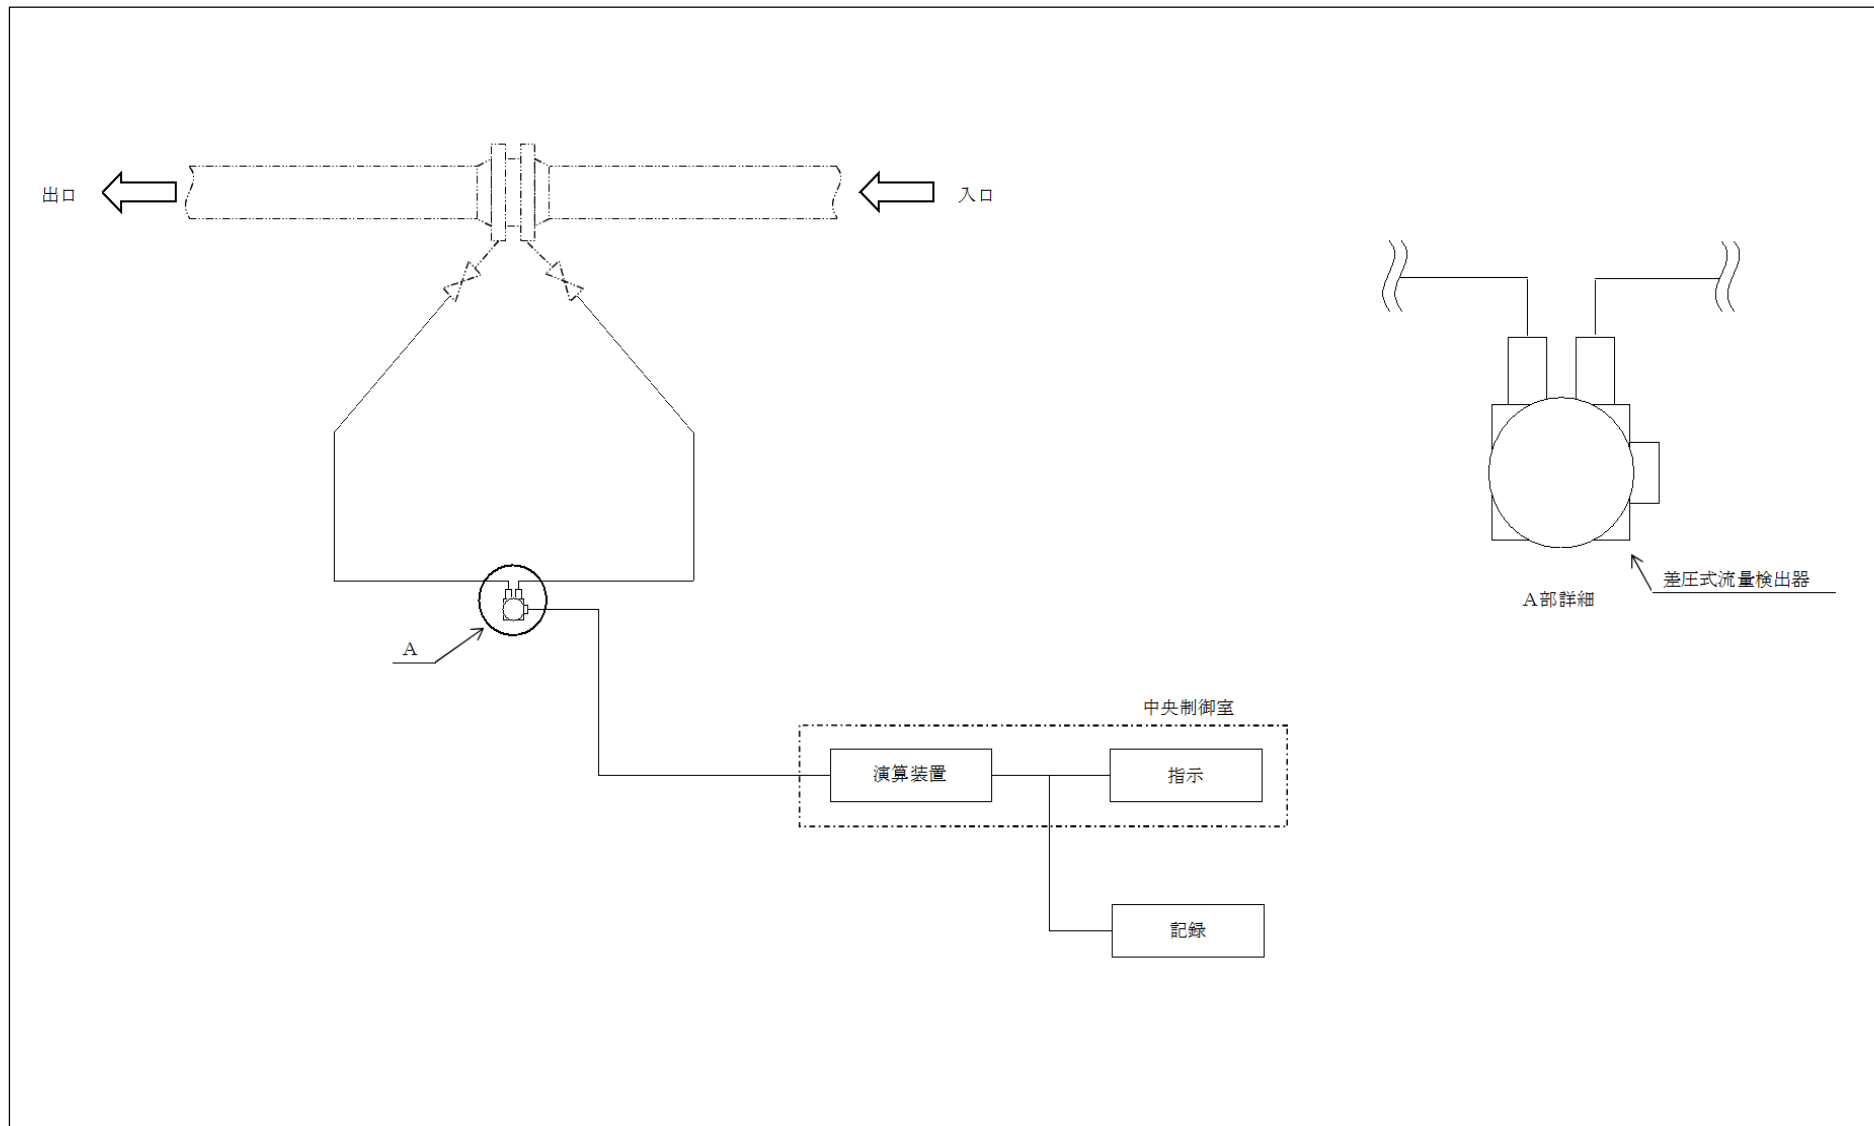 出口
入口
差圧式流量検出器
A部詳細
A
中央制御室
演算装置
指示
記録